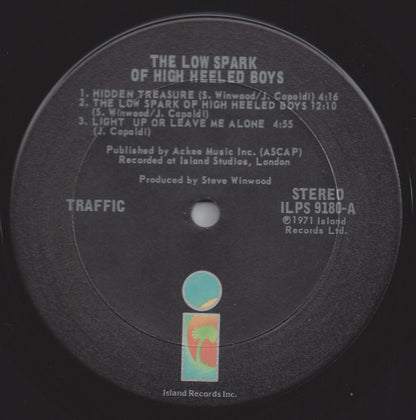 THE LOW SPARK
OF HIGH HEELED BOYS
1. HIDDEN TREASURE (S. Winwood/J. Capaldi) 4:16
2. THE LOW SPARK OF HIGH HEELED BOYS 12:10
(S. Winwood/J. Capaldi)
3. LIGHT UP OR LEAVE ME ALONE 4:55
(J. Capaldi)
Published by Ackee Music Inc. (ASCAP)
Recorded at Island Studios, London
Produced by Steve Winwood
TRAFFIC
STEREO
ILPS 9180-A
℗1971 Island
Records Ltd.
i
Island Records Inc.